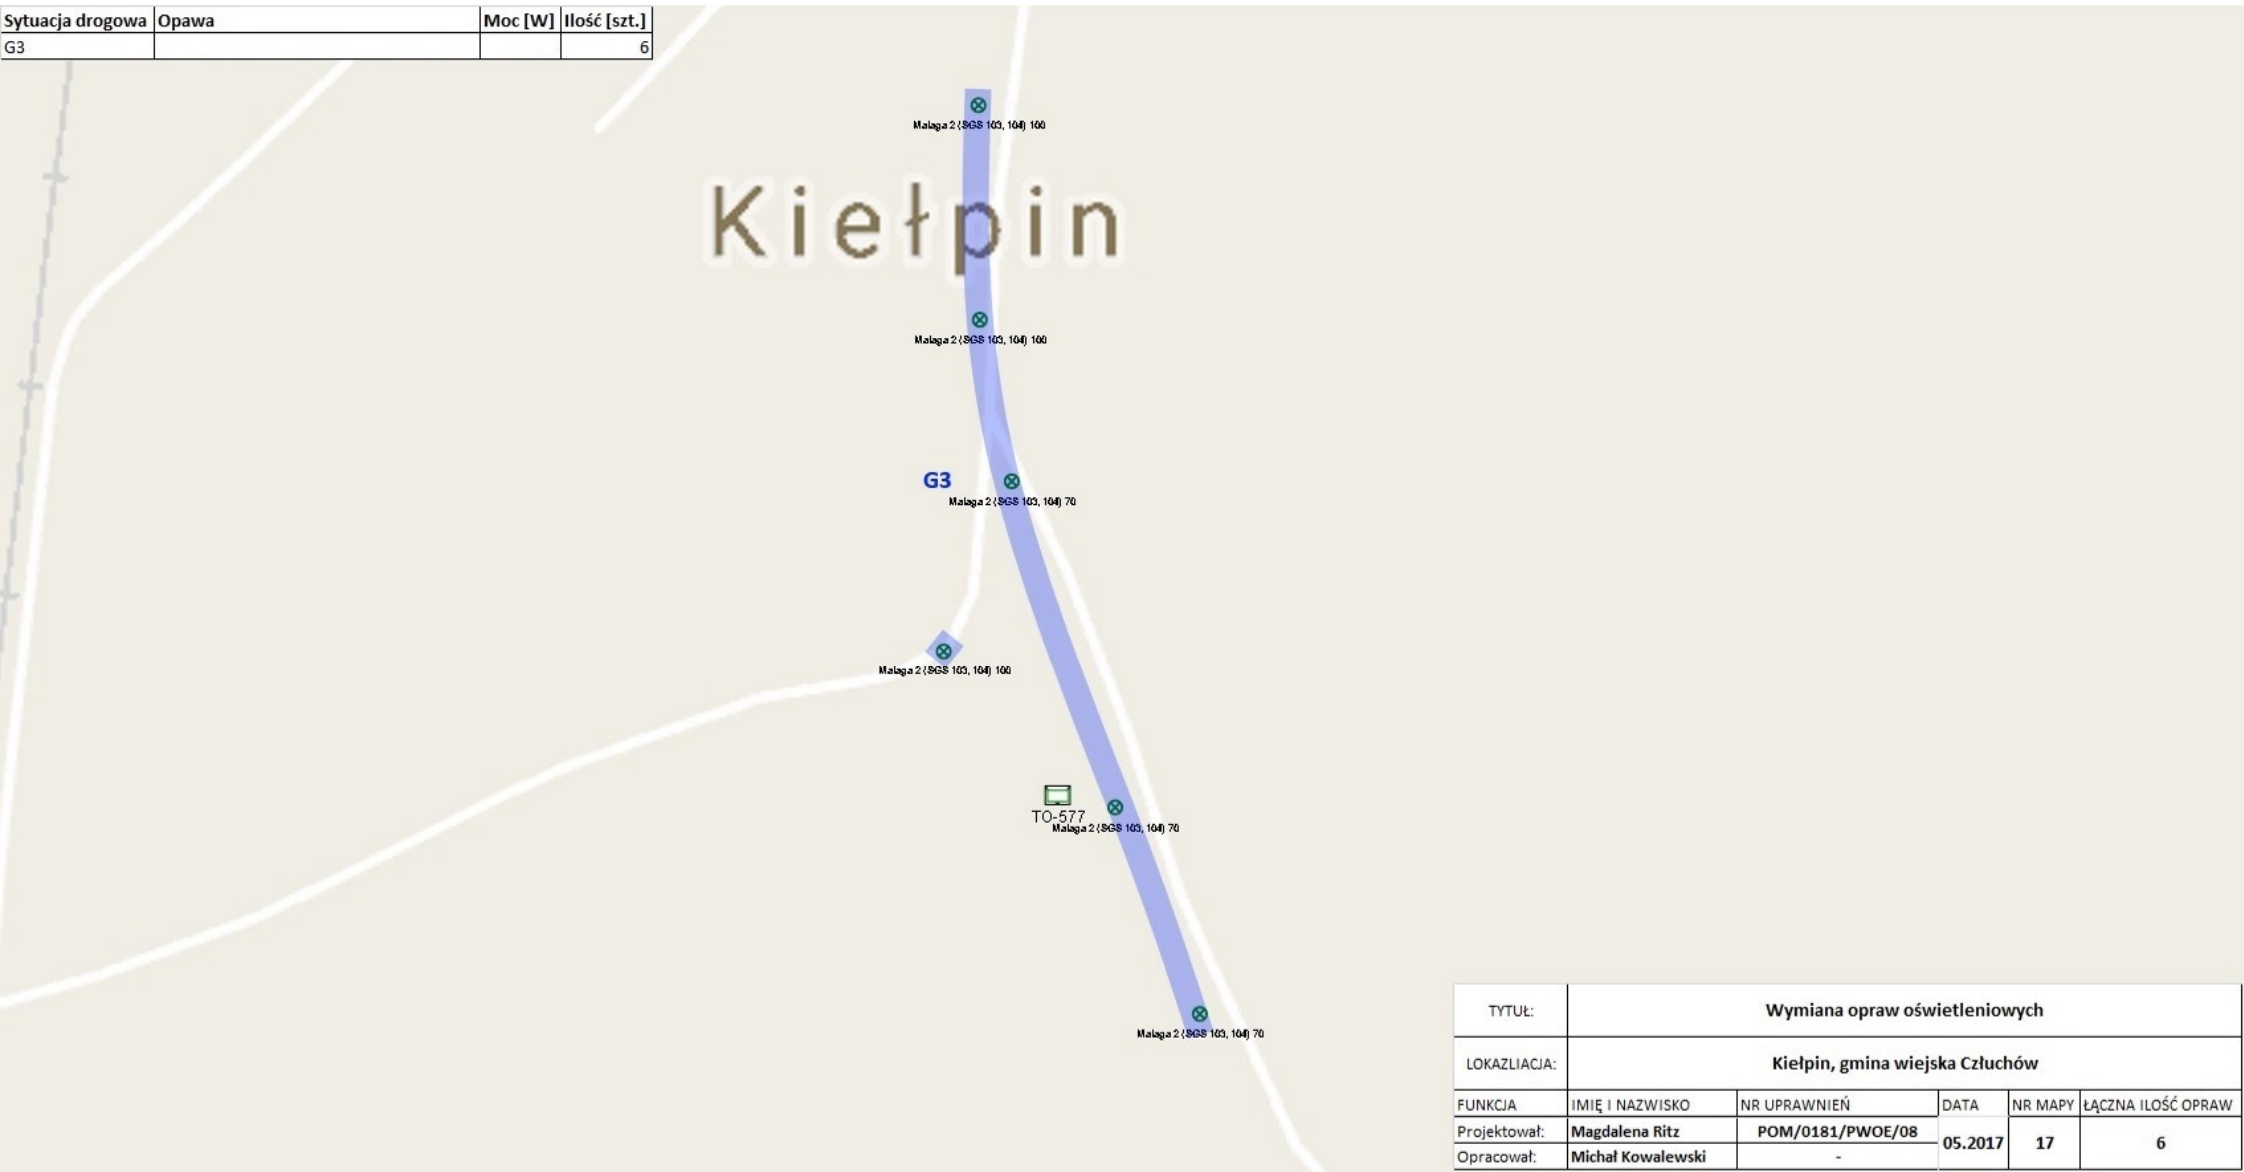 Sytuacja drogowa Opawa Moc [W] Ilość [szt.]
G3 6
Malaga 2 (SGS 103, 104) 100
Kiełpin
Malaga 2 (SGS 103, 104) 100
G3
Malaga 2 (SGS 103, 104) 70
Malaga 2 (SGS 103, 104) 100
TO-577
Malaga 2 (SGS 103, 104) 70
Malaga 2 (SGS 103, 104) 70
TYTUŁ: Wymiana opraw oświetleniowych
LOKAZLIACJA: Kiełpin, gmina wiejska Człuchów
FUNKCJA IMIĘ I NAZWISKO NR UPRAWNIEŃ DATA NR MAPY ŁĄCZNA ILOŚĆ OPRAW
Projektował: Magdalena Ritz POM/0181/PWOE/08 05.2017 17 6
Opracował: Michał Kowalewski -